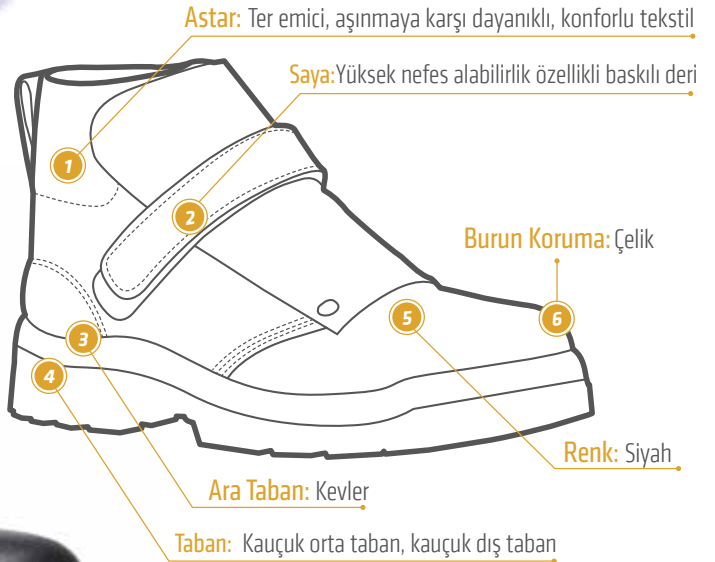 Astar: Ter emici, aşınmaya karşı dayanıklı, konforlu tekstil
Saya:Yüksek nefes alabilirlik özellikli baskılı deri
1
2
Burun Koruma: Çelik
5
6
3
4
Renk: Siyah
Ara Taban: Kevler
Taban: Kauçuk orta taban, kauçuk dış taban